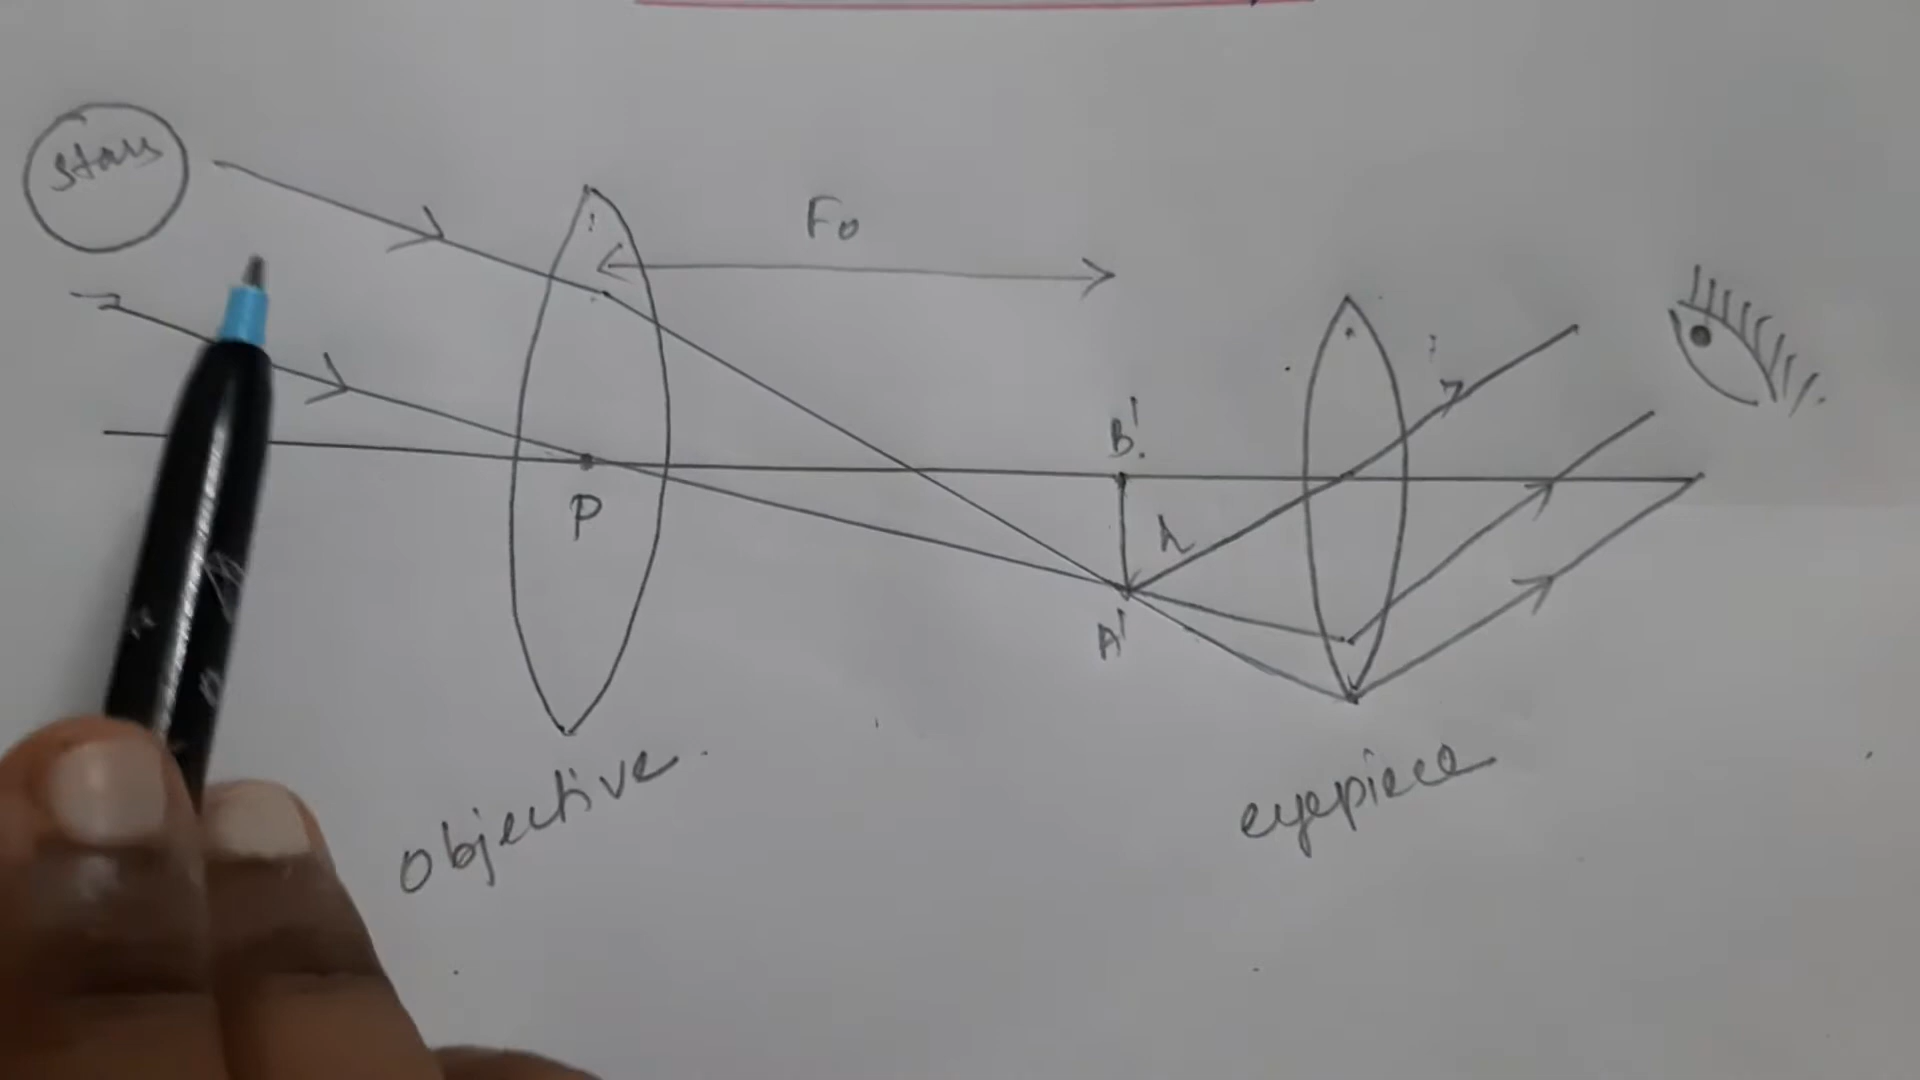 stars
Fo
B'
P
h
A'
objective
eyepiece